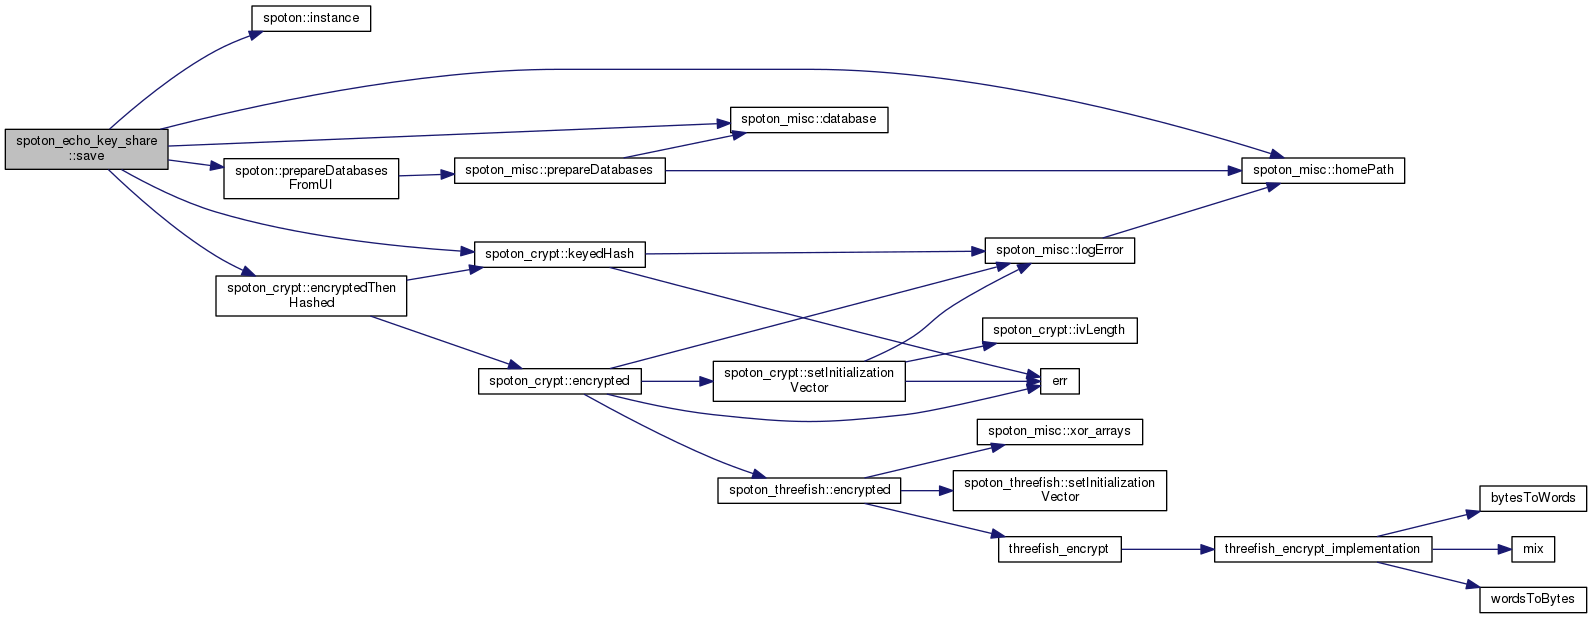 spoton::instance
spoton_misc::database
spoton_echo_key_share
::save
spoton::prepareDatabases
FromUI
spoton_misc::prepareDatabases
spoton_misc::homePath
spoton_crypt::keyedHash
spoton_misc::logError
spoton_crypt::encryptedThen
Hashed
spoton_crypt::ivLength
spoton_crypt::encrypted
spoton_crypt::setInitialization
Vector
err
spoton_misc::xor_arrays
spoton_threefish::encrypted
spoton_threefish::setInitialization
Vector
bytesToWords
threefish_encrypt
threefish_encrypt_implementation
mix
wordsToBytes